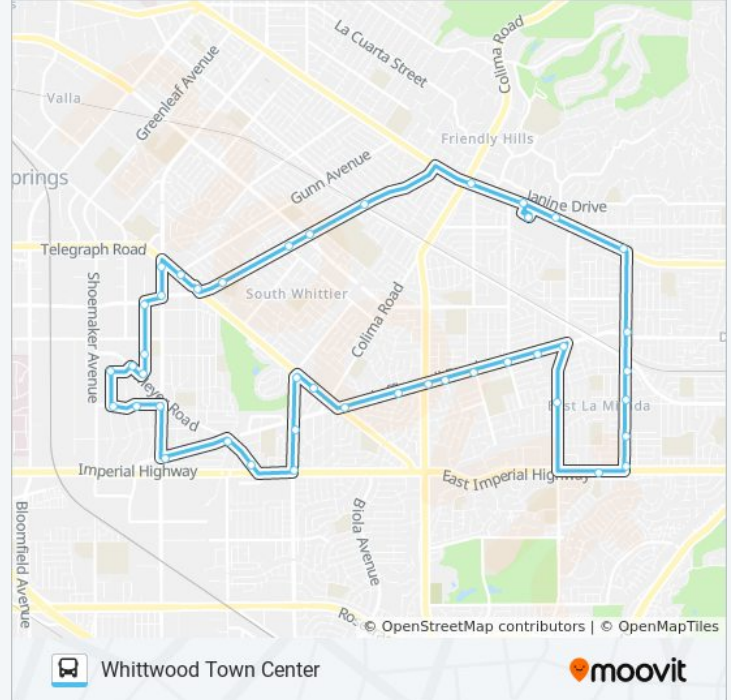 La Cuarta Street
Colima Road
Greenleaf Avenue
Valla
Friendly Hills
Gunn Avenue
prings
Janine Drive
Telegraph Road
Shoemaker Avenue
South Whittier
Colima Road
Meyer Road
East La Mirada
Imperial Highway
East Imperial Highway
Biola Avenue
Bloomfield Avenue
© OpenStreetMap contributors | © OpenMapTiles
Whittwood Town Center
moovit